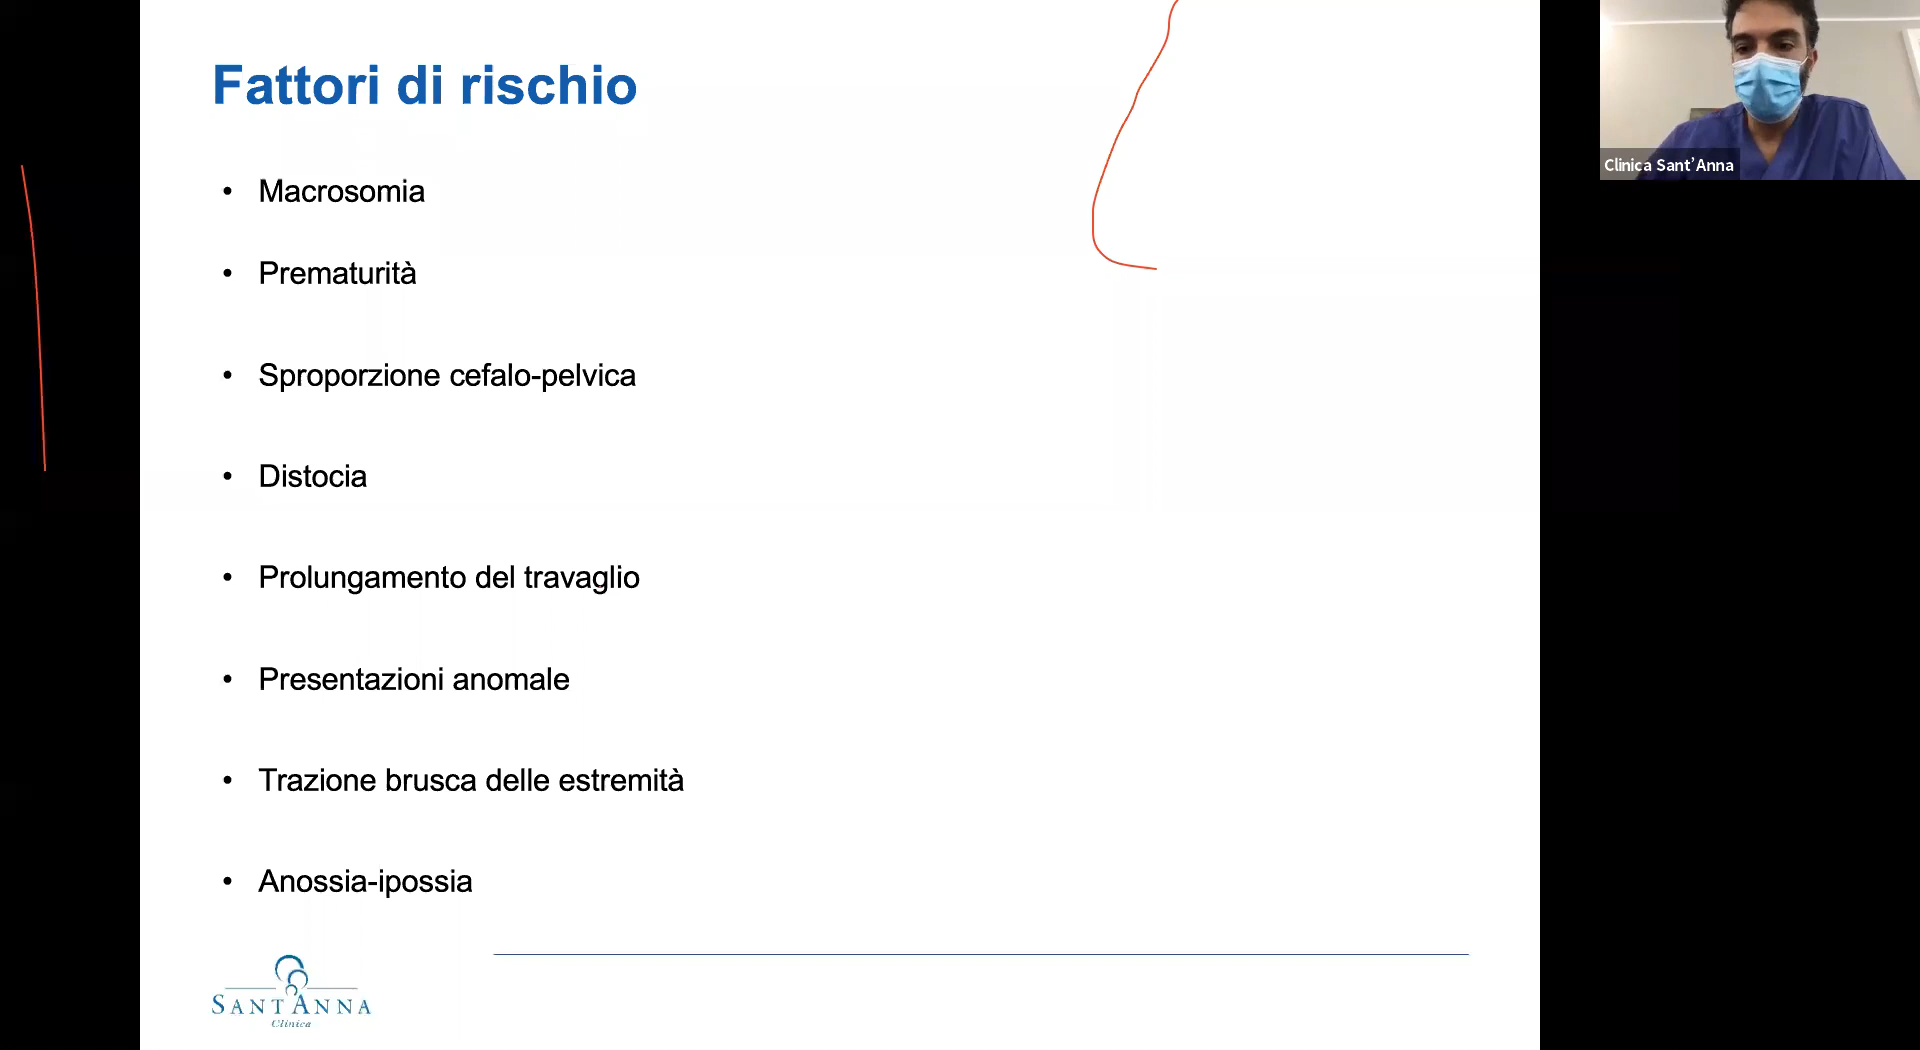 Fattori di rischio
Clinica Sant’Anna
• Macrosomia
• Prematurità
• Sproporzione cefalo-pelvica
• Distocia
• Prolungamento del travaglio
• Presentazioni anomale
• Trazione brusca delle estremità
• Anossia-ipossia
SANT'ANNA
Clinica